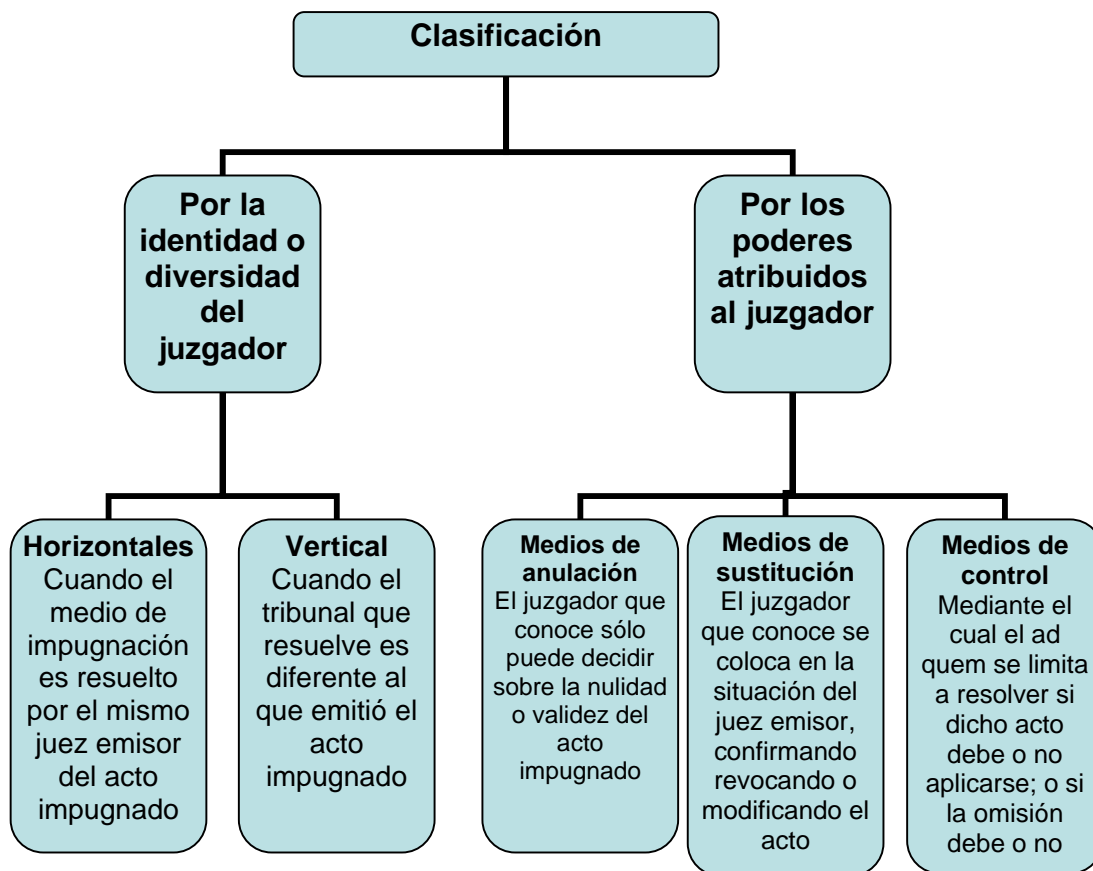 Clasificación
Por la
identidad o
diversidad
del
juzgador
Por los
poderes
atribuidos
al juzgador
Horizontales
Cuando el
medio de
impugnación
es resuelto
por el mismo
juez emisor
del acto
impugnado
Vertical
Cuando el
tribunal que
resuelve es
diferente al
que emitió el
acto
impugnado
Medios de
anulación
El juzgador que
conoce sólo
puede decidir
sobre la nulidad
o validez del
acto
impugnado
Medios de
sustitución
El juzgador
que conoce se
coloca en la
situación del
juez emisor,
confirmando
revocando o
modificando el
acto
Medios de
control
Mediante el
cual el ad
quem se limita
a resolver si
dicho acto
debe o no
aplicarse; o si
la omisión
debe o no